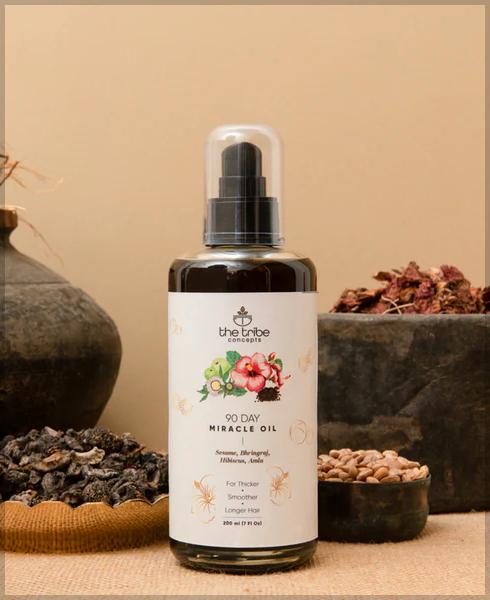 the tribe
concepts
90 DAY
MIRACLE OIL
Sesame, Bhringraj,
Hibiscus, Amla
For Thicker
Smoother
Longer Hair
200 ml (7 Fl Oz)